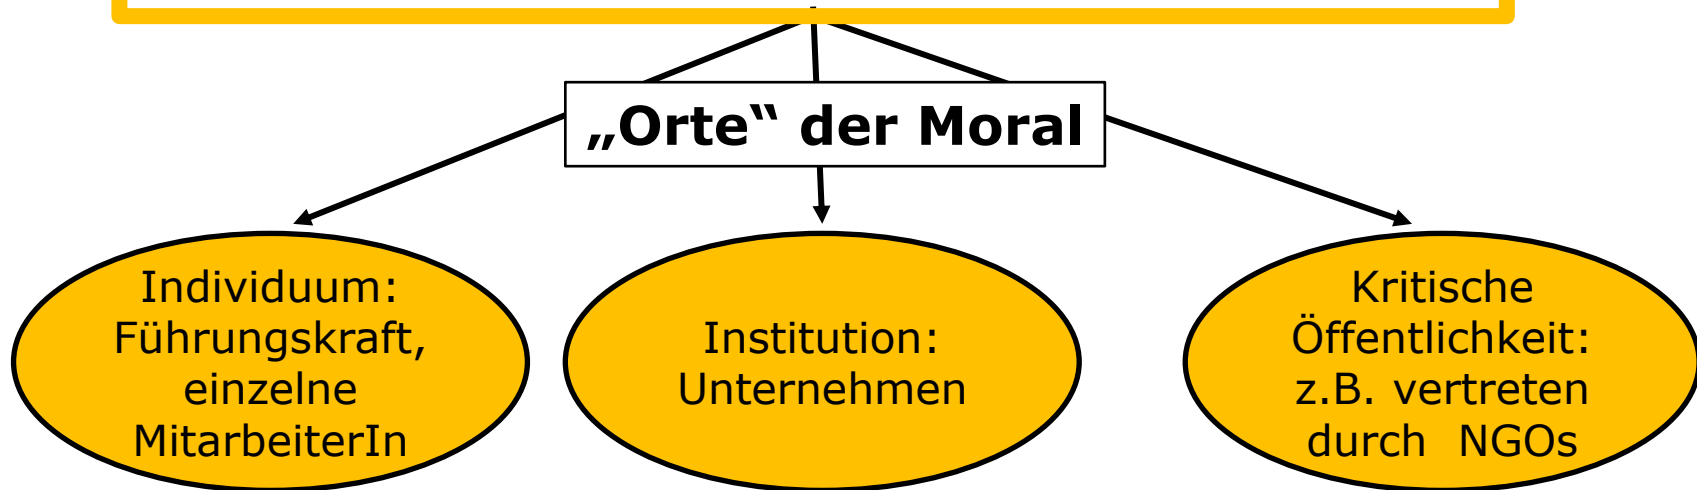 „Orte“ der Moral
Individuum:
Führungskraft,
einzelne
MitarbeiterIn
Institution:
Unternehmen
Kritische
Öffentlichkeit:
z.B. vertreten
durch NGOs